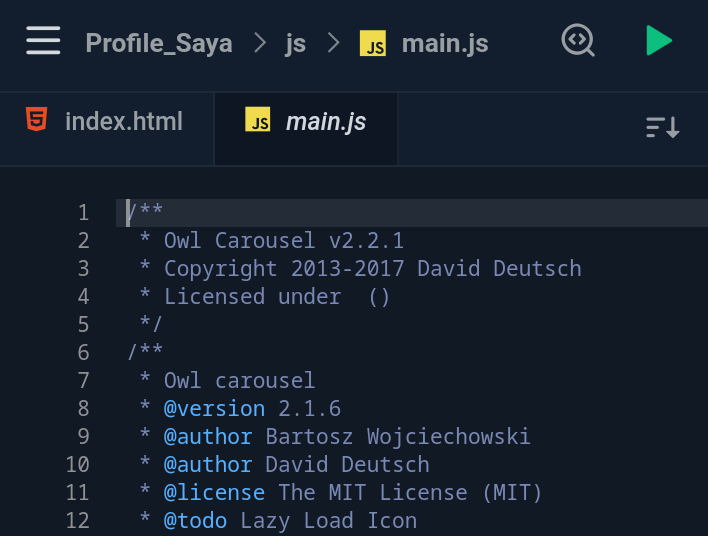 Profile_Saya > js > JS main.js
index.html JS main.js
1 /**
2  * Owl Carousel v2.2.1
3  * Copyright 2013-2017 David Deutsch
4  * Licensed under  ()
5  */
6 /**
7  * Owl carousel
8  * @version 2.1.6
9  * @author Bartosz Wojciechowski
10  * @author David Deutsch
11  * @license The MIT License (MIT)
12  * @todo Lazy Load Icon